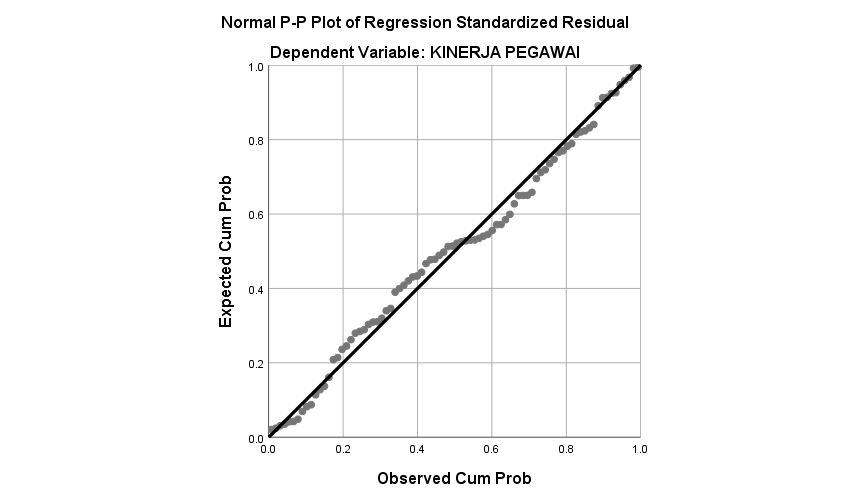 Normal P-P Plot of Regression Standardized Residual
Dependent Variable: KINERJA PEGAWAI
1.0
0.8
0.6
0.4
0.2
0.0
Expected Cum Prob
0.0 0.2 0.4 0.6 0.8 1.0
Observed Cum Prob